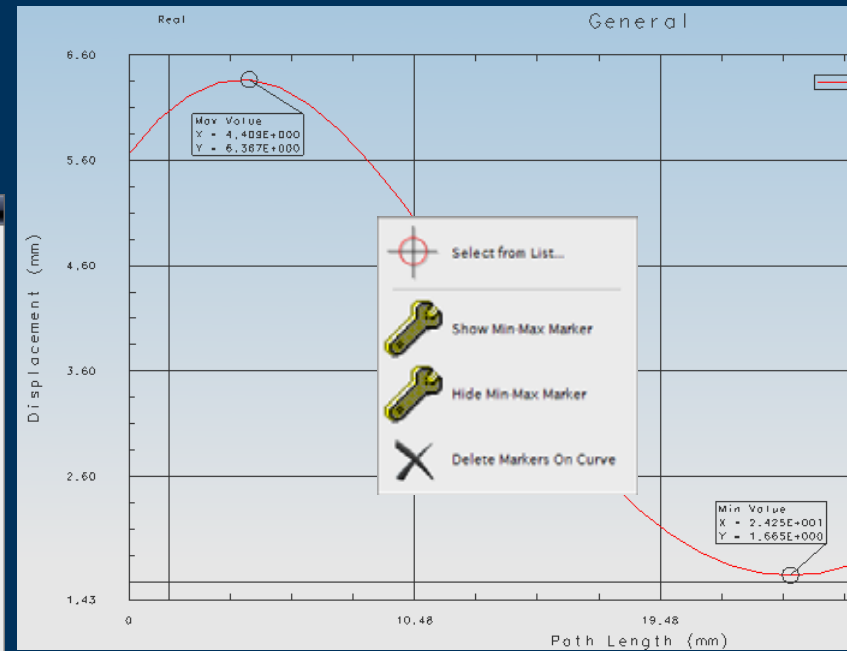 Real
General
6.60
Max Value
X = 4.409E+000
Y = 6.367E+000
5.60
Select from List...
4.60
Show Min-Max Marker
Displacement (mm)
3.60
Hide Min-Max Marker
Delete Markers On Curve
2.60
Min Value
X = 2.425E+001
Y = 1.665E+000
1.43
0
10.48
19.48
Path Length (mm)